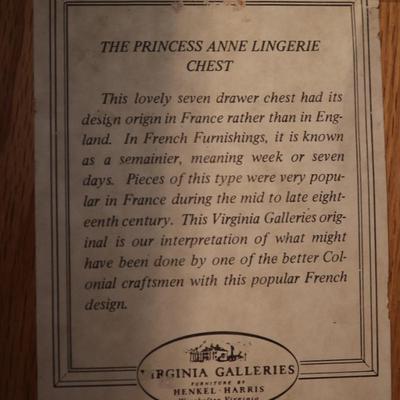 THE PRINCESS ANNE LINGERIE
CHEST
This lovely seven drawer chest had its
design origin in France rather than in Eng-
land. In French Furnishings, it is known
as a semainier, meaning week or seven
days. Pieces of this type were very popu-
lar in France during the mid to late eight-
eenth century. This Virginia Galleries orig-
inal is our interpretation of what might
have been done by one of the better Col-
onial craftsmen with this popular French
design.
VIRGINIA GALLERIES
FURNITURE BY
HENKEL-HARRIS
Winchester, Virginia